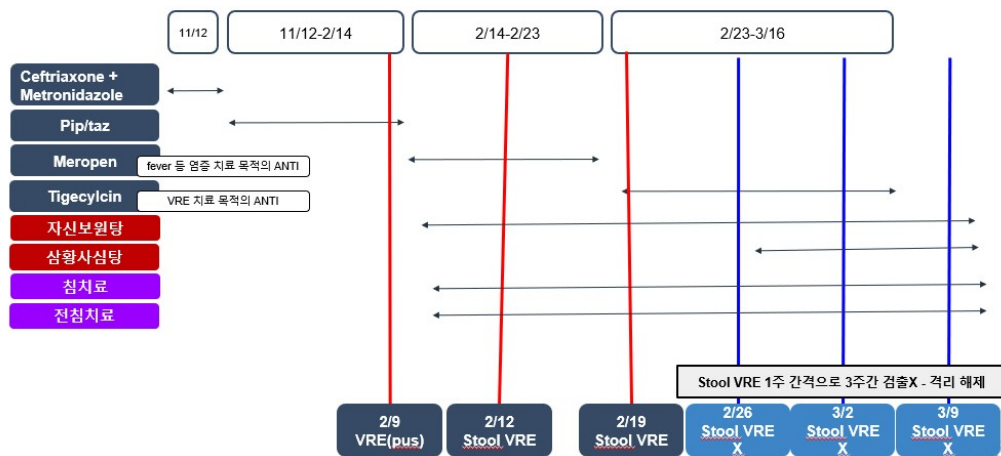 11/12
11/12-2/14
2/14-2/23
2/23-3/16
Ceftriaxone +
Metronidazole
Pip/taz
Meropen
fever 등 염증 치료 목적의 ANTI
Tigecylcin
VRE 치료 목적의 ANTI
자신보원탕
삼황사심탕
침치료
전침치료
Stool VRE 1주 간격으로 3주간 검출X - 격리 해제
2/9
VRE(pus)
2/12
Stool VRE
2/19
Stool VRE
2/26
Stool VRE
X
3/2
Stool VRE
X
3/9
Stool VRE
X